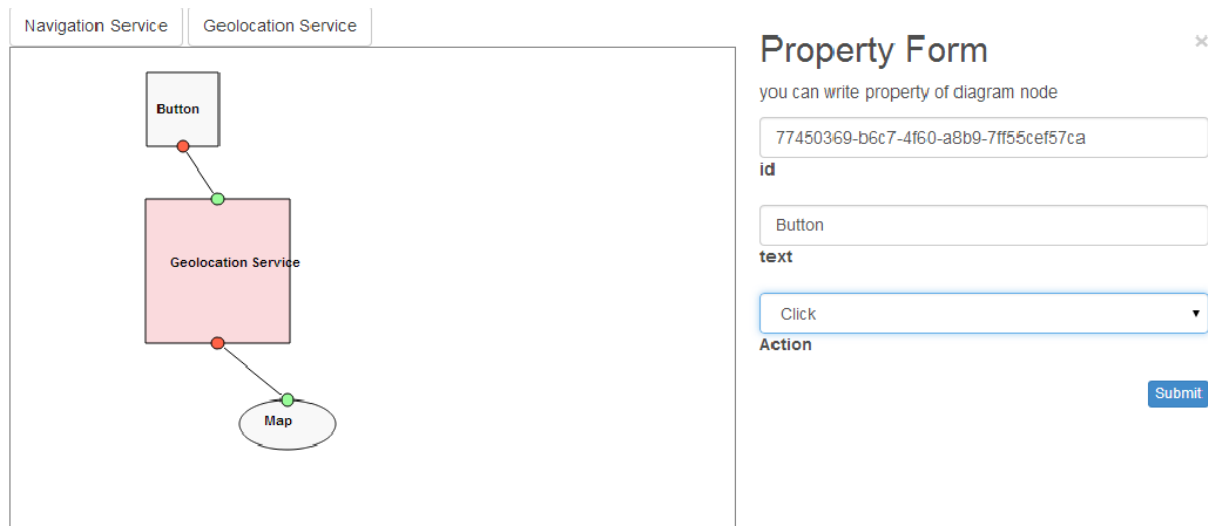 Navigation Service
Geolocation Service
Button
Geolocation Service
Map
Property Form
×
you can write property of diagram node
77450369-b6c7-4f60-a8b9-7ff55cef57ca
id
Button
text
Click
Action
Submit